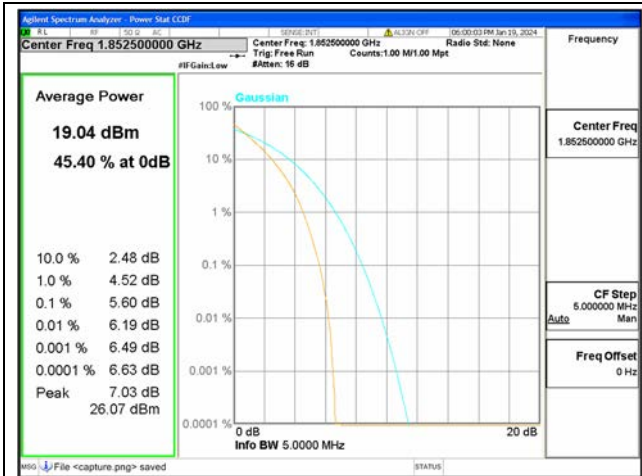 Agilent Spectrum Analyzer - Power Stat CCDF
RL RF 50 Ω AC SENSE:INT ALIGN OFF 06:00:03 PM Jan 19, 2024
Center Freq 1.852500000 GHz
Center Freq: 1.852500000 GHz Radio Std: None
Trig: Free Run Counts:1.00 M/1.00 Mpt
#IFGain:Low #Atten: 16 dB
Frequency
Average Power
19.04 dBm
45.40 % at 0dB
10.0 % 2.48 dB
1.0 % 4.52 dB
0.1 % 5.60 dB
0.01 % 6.19 dB
0.001 % 6.49 dB
0.0001 % 6.63 dB
Peak 7.03 dB
26.07 dBm
Gaussian
100 %
10 %
1 %
0.1 %
0.01 %
0.001 %
0.0001 %
0 dB 20 dB
Info BW 5.0000 MHz
Center Freq
1.852500000 GHz
CF Step
5.000000 MHz
Auto Man
Freq Offset
0 Hz
MSG File <capture.png> saved STATUS